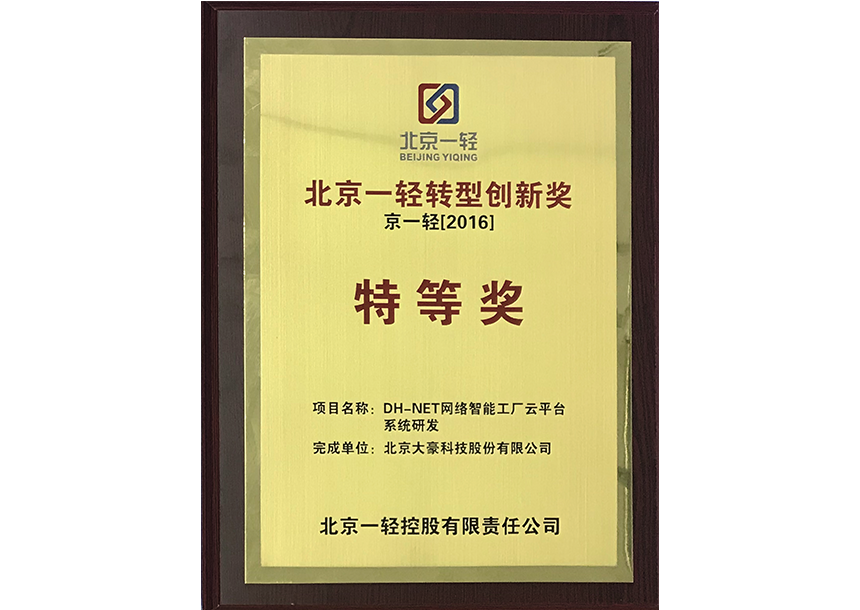 北京一轻
BEIJING YIQING
北京一轻转型创新奖
京一轻[2016]
特等奖
项目名称：DH-NET网络智能工厂云平台
系统研发
完成单位：北京大豪科技股份有限公司
北京一轻控股有限责任公司